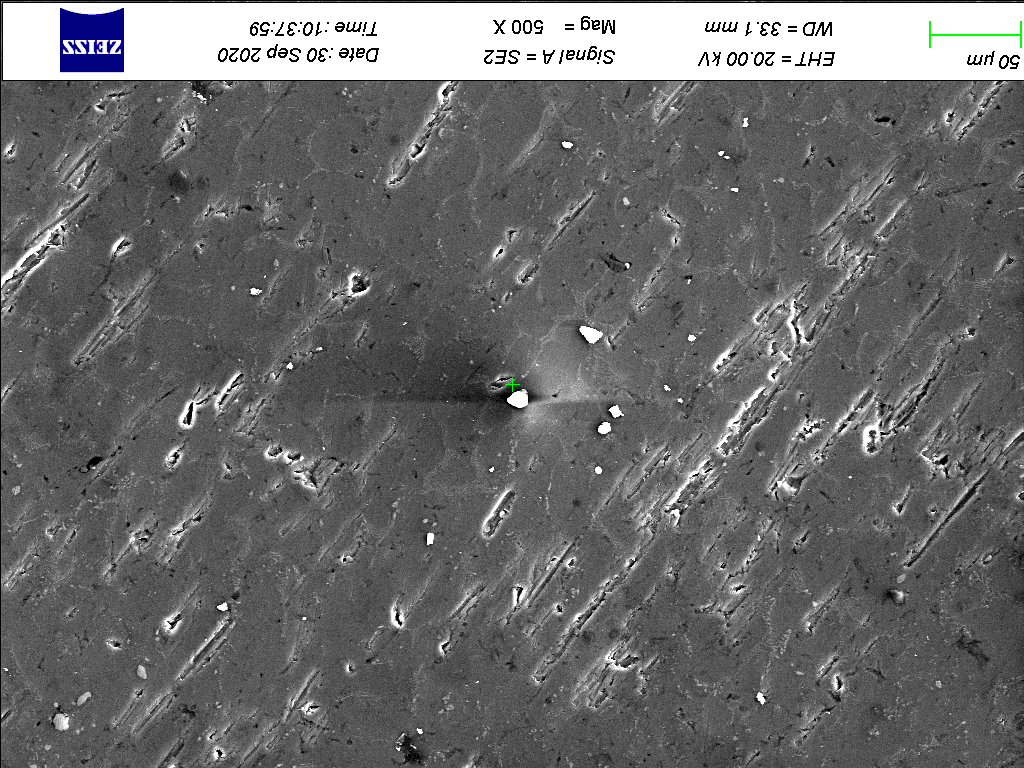 50 µm
EHT = 20.00 kV
WD = 33.1 mm
Signal A = SE2
Mag = 500 X
Date :30 Sep 2020
Time :10:37:59
ZEISS